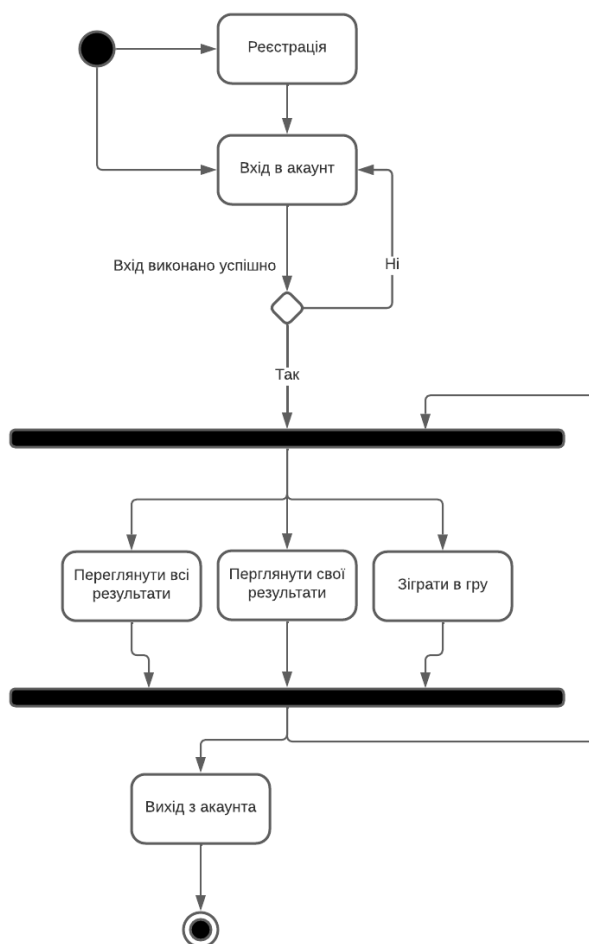 Реєстрація
Вхід в акаунт
Вхід виконано успішно
Ні
Так
Переглянути всі
результати
Перглянути свої
результати
Зіграти в гру
Вихід з акаунта